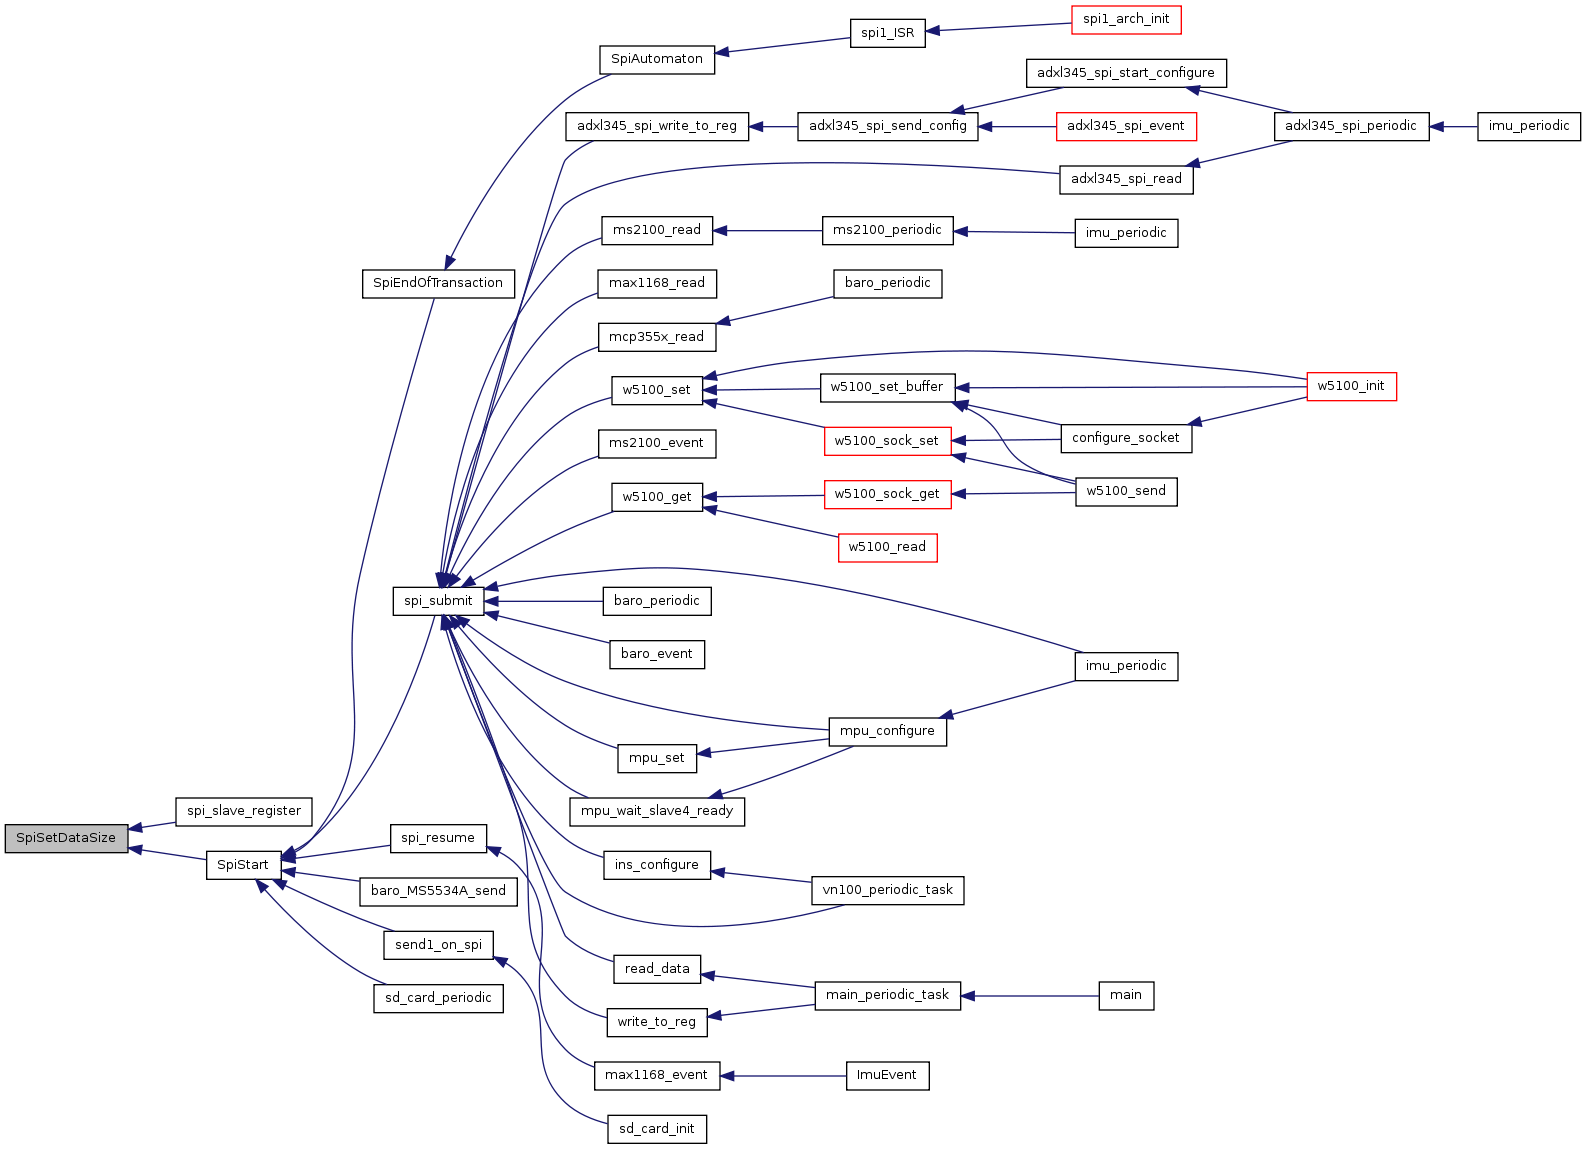 spi1_arch_init
spi1_ISR
SpiAutomaton
adxl345_spi_start_configure
adxl345_spi_write_to_reg
adxl345_spi_send_config
adxl345_spi_event
adxl345_spi_periodic
imu_periodic
adxl345_spi_read
ms2100_read
ms2100_periodic
imu_periodic
SpiEndOfTransaction
max1168_read
baro_periodic
mcp355x_read
w5100_set
w5100_set_buffer
w5100_init
ms2100_event
w5100_sock_set
configure_socket
w5100_get
w5100_sock_get
w5100_send
w5100_read
spi_submit
baro_periodic
baro_event
imu_periodic
mpu_configure
mpu_set
mpu_wait_slave4_ready
spi_slave_register
SpiSetDataSize
SpiStart
spi_resume
baro_MS5534A_send
ins_configure
vn100_periodic_task
send1_on_spi
read_data
sd_card_periodic
main_periodic_task
main
write_to_reg
max1168_event
ImuEvent
sd_card_init